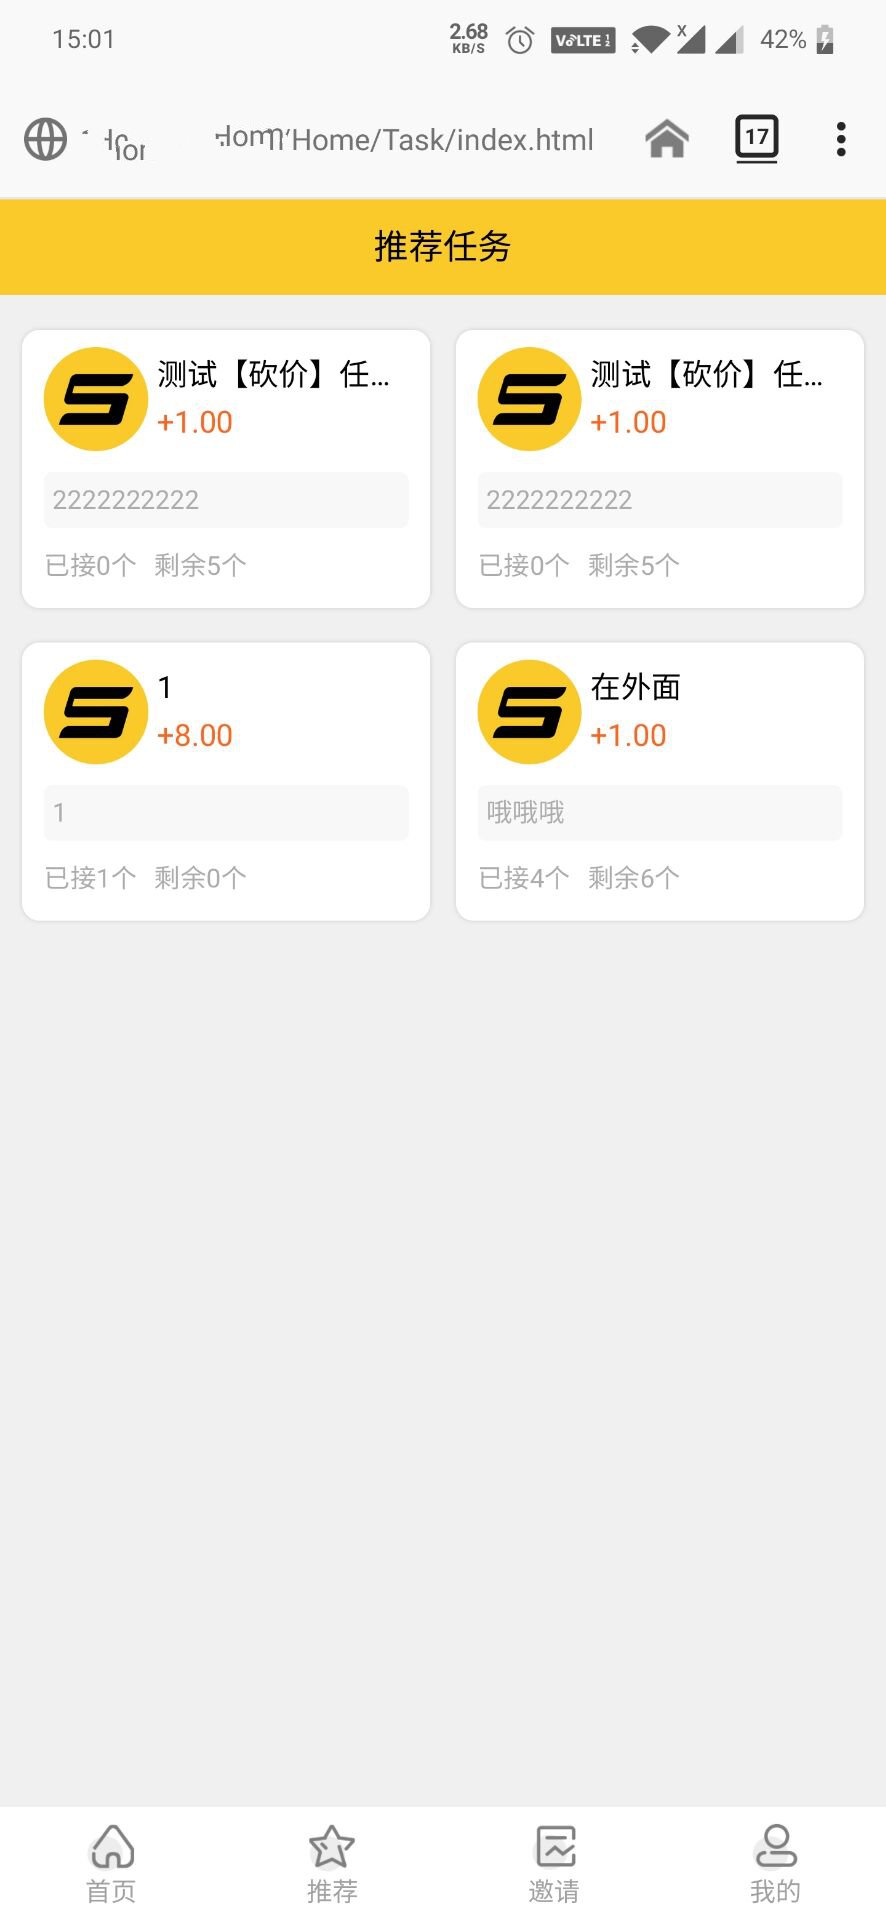 15:01
2.68 KB/S
VoLTE 1 2
X
42%
/Home/Task/index.html
17
推荐任务
测试【砍价】任...
+1.00
2222222222
已接0个 剩余5个
测试【砍价】任...
+1.00
2222222222
已接0个 剩余5个
1
+8.00
1
已接1个 剩余0个
在外面
+1.00
哦哦哦
已接4个 剩余6个
首页
推荐
邀请
我的